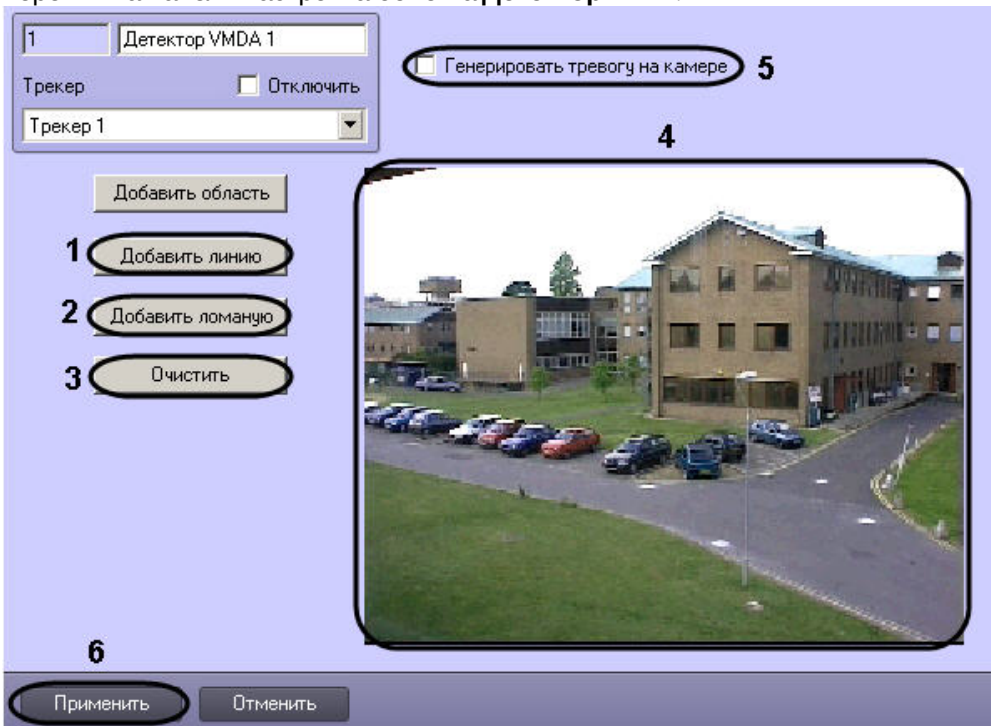 1
Детектор VMDA 1
Генерировать тревогу на камере
5
Трекер
Отключить
Трекер 1
4
Добавить область
1
Добавить линию
2
Добавить ломаную
3
Очистить
6
Применить
Отменить